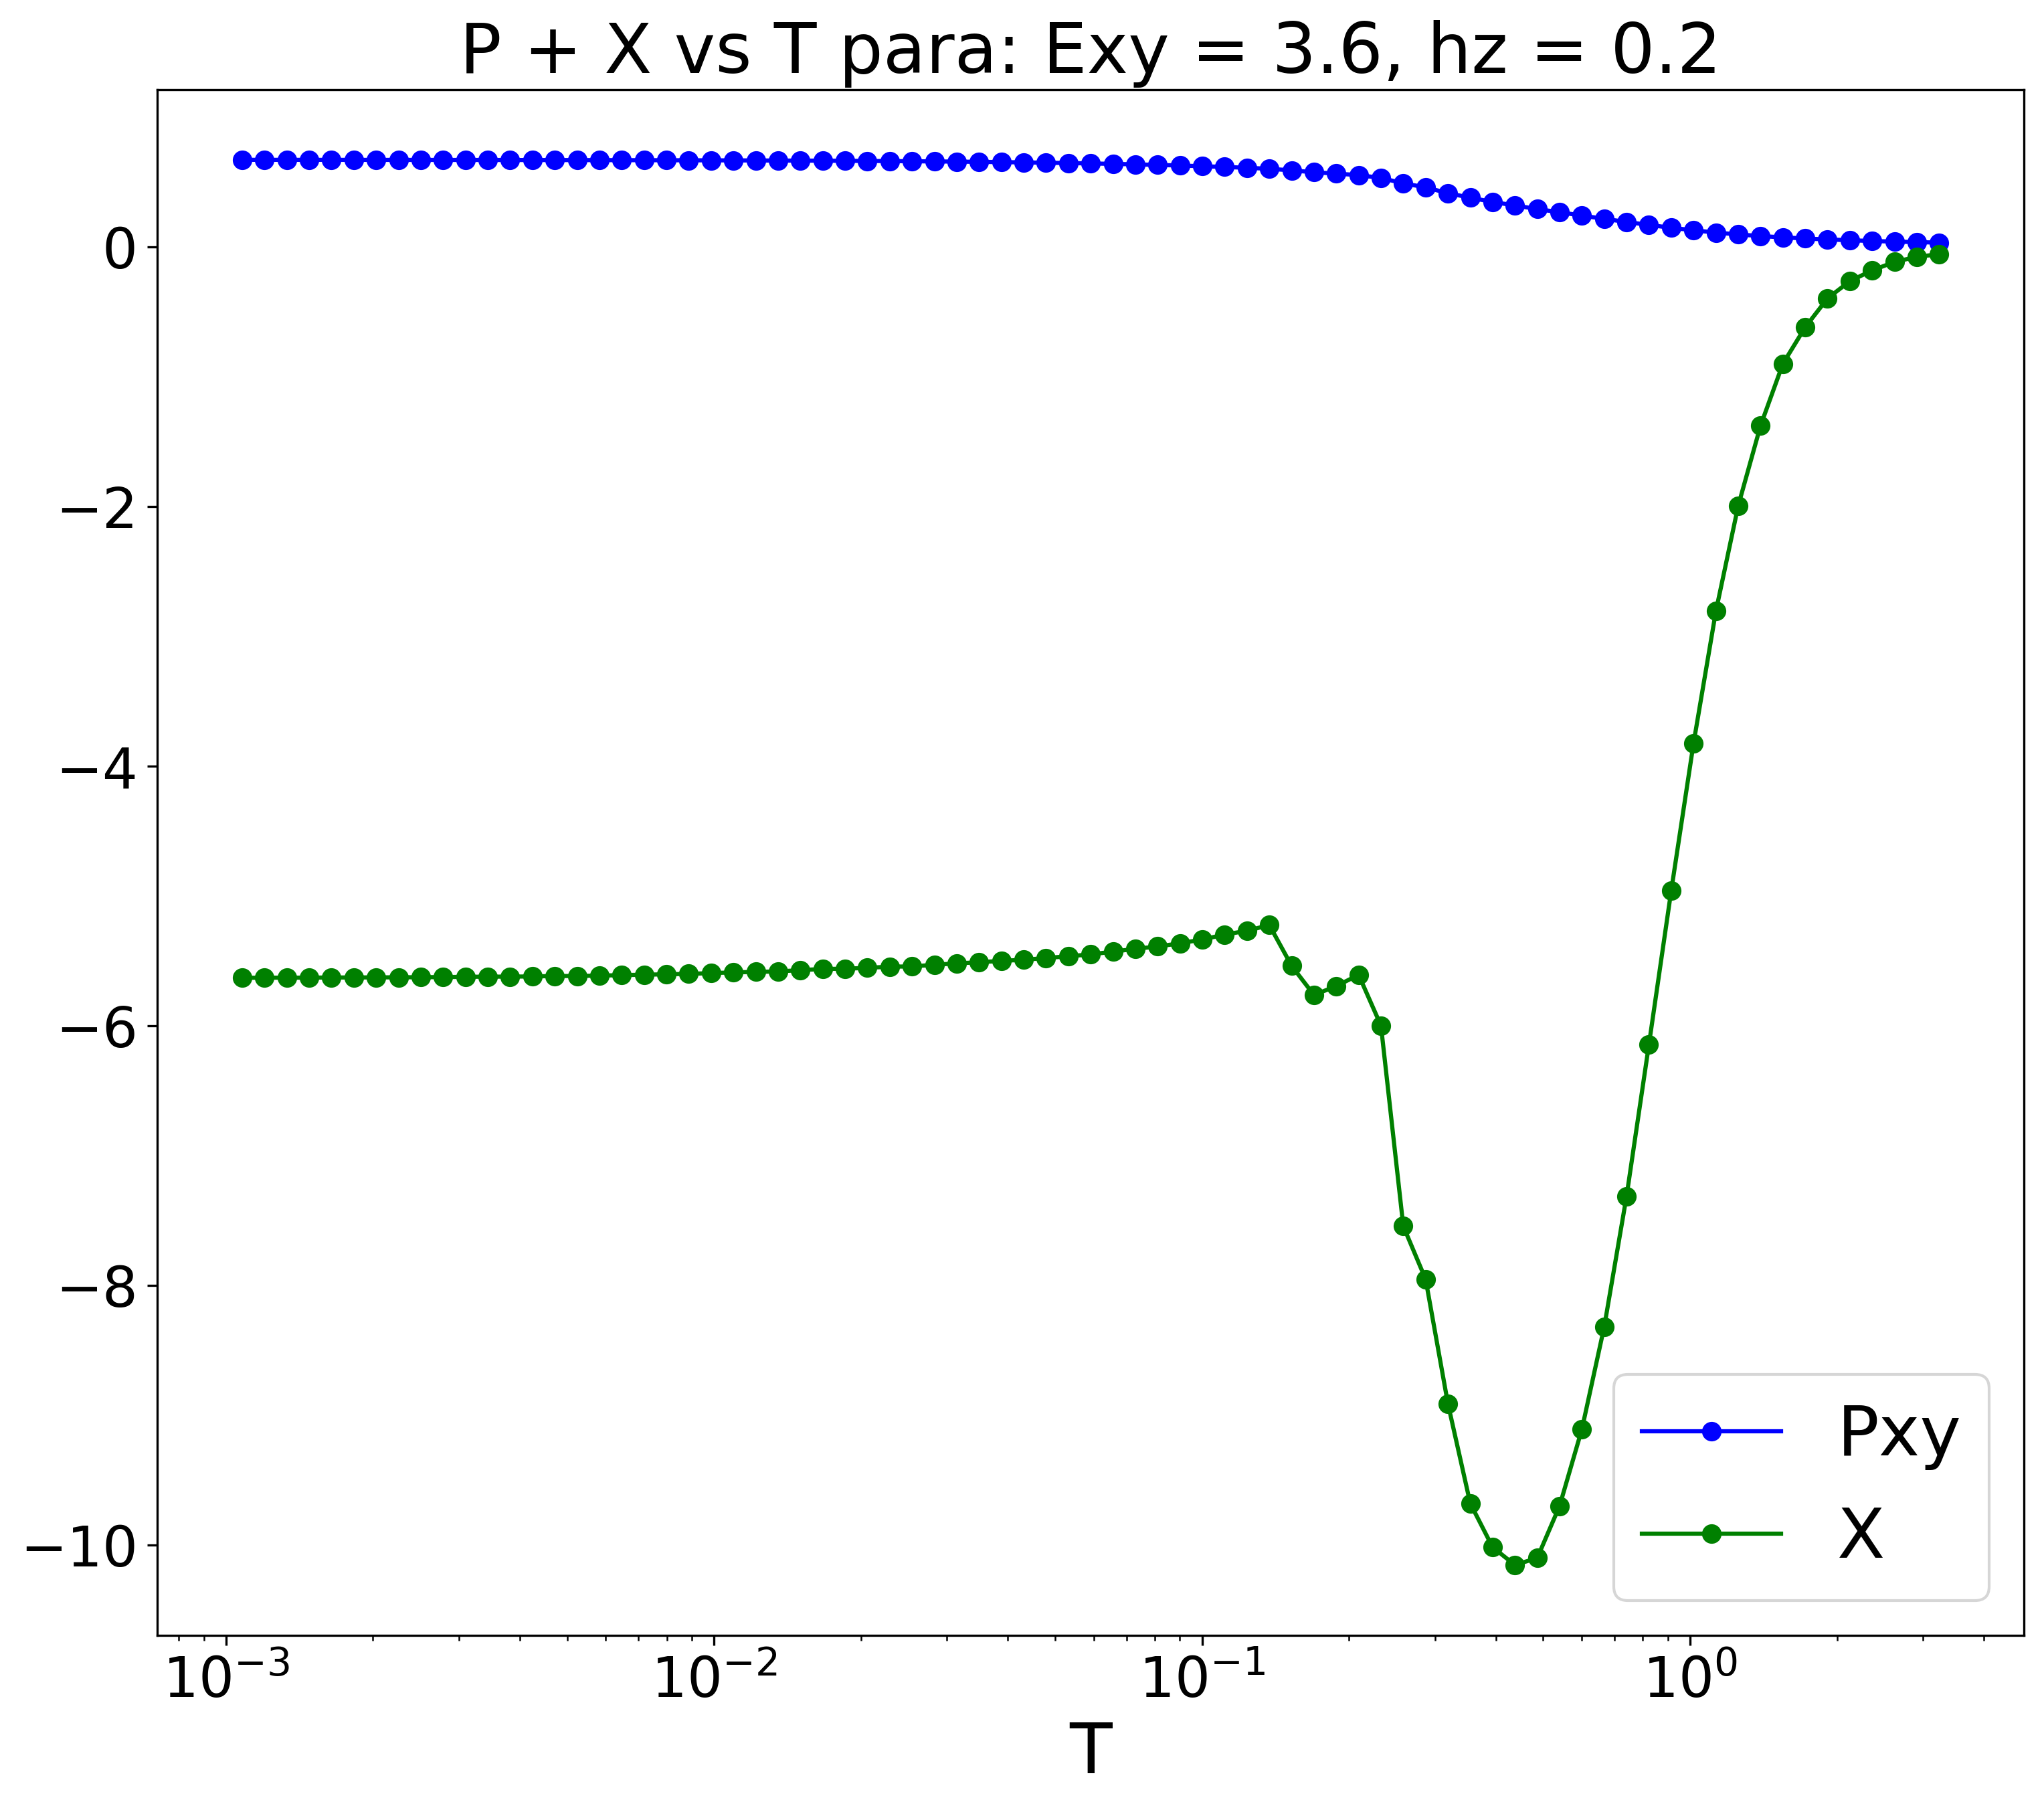 P + X vs T para: Exy = 3.6, hz = 0.2
0
−2
−4
−6
−8
−10
Pxy
X
10⁻³ 10⁻² 10⁻¹ 10⁰
T